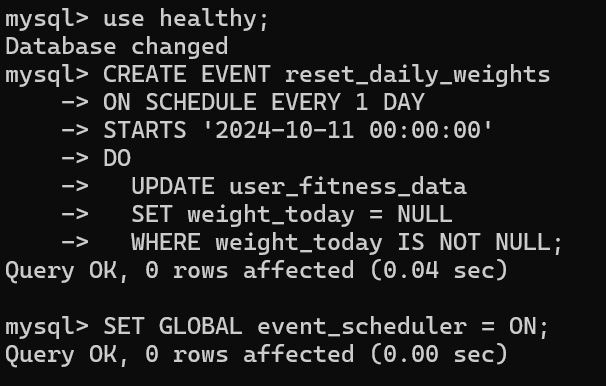 mysql> use healthy;
Database changed
mysql> CREATE EVENT reset_daily_weights
    -> ON SCHEDULE EVERY 1 DAY
    -> STARTS '2024-10-11 00:00:00'
    -> DO
    ->   UPDATE user_fitness_data
    ->   SET weight_today = NULL
    ->   WHERE weight_today IS NOT NULL;
Query OK, 0 rows affected (0.04 sec)

mysql> SET GLOBAL event_scheduler = ON;
Query OK, 0 rows affected (0.00 sec)